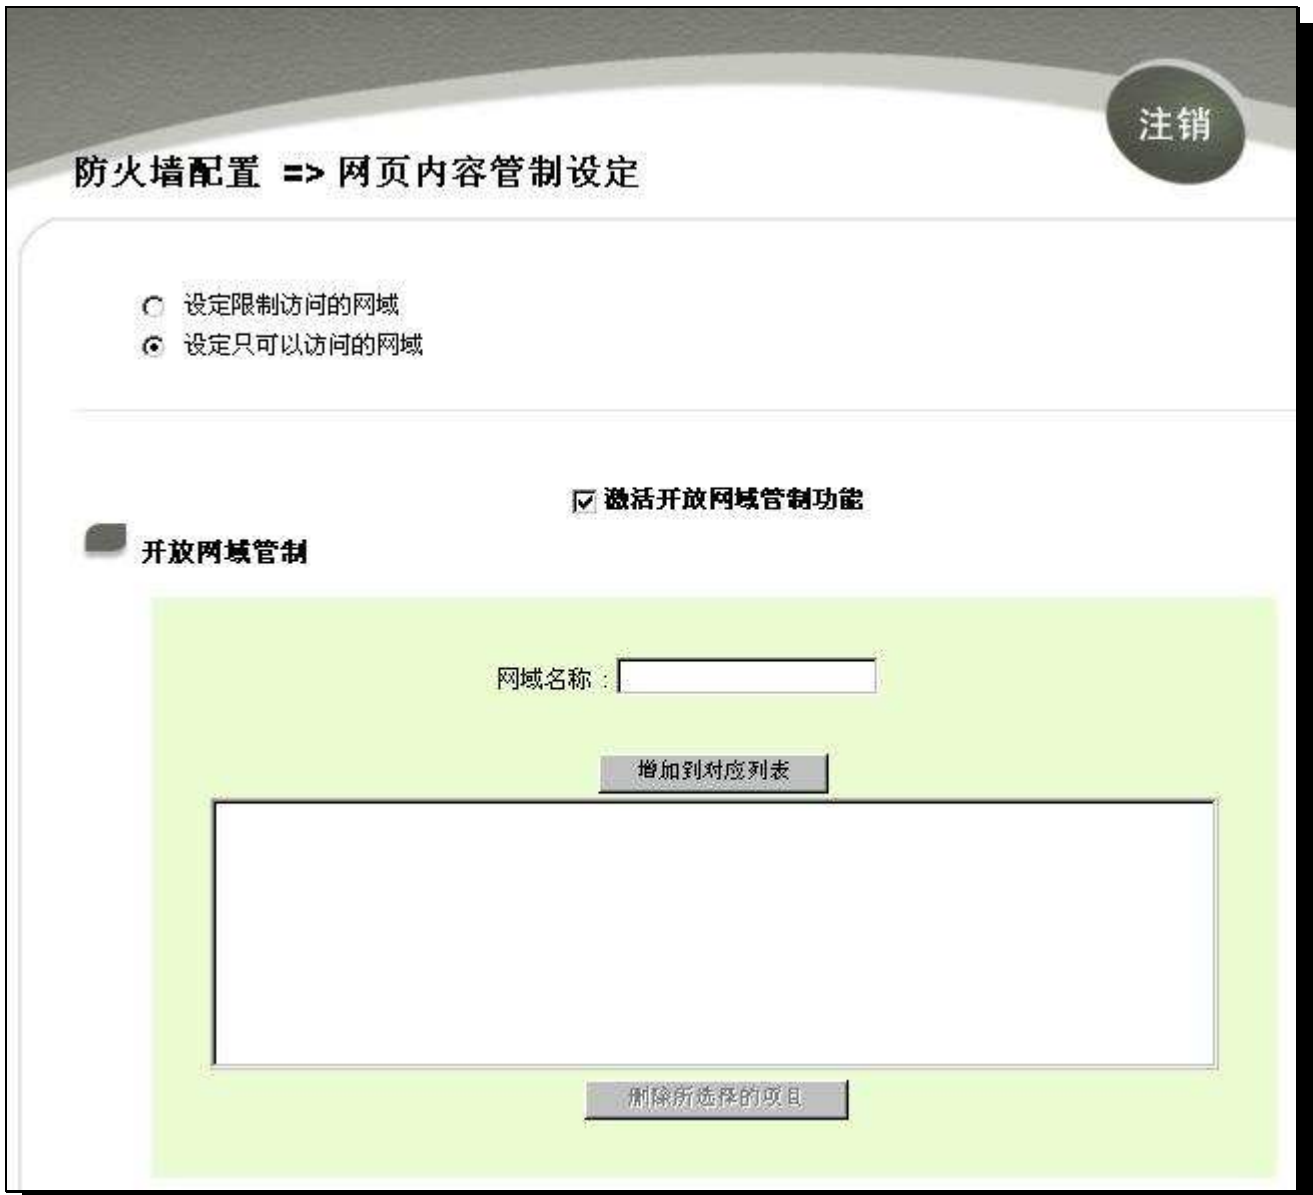 注销
防火墙配置 => 网页内容管制设定
设定限制访问的网域
设定只可以访问的网域
激活开放网域管制功能
开放网域管制
网域名称 :
增加到对应列表
删除所选择的项目